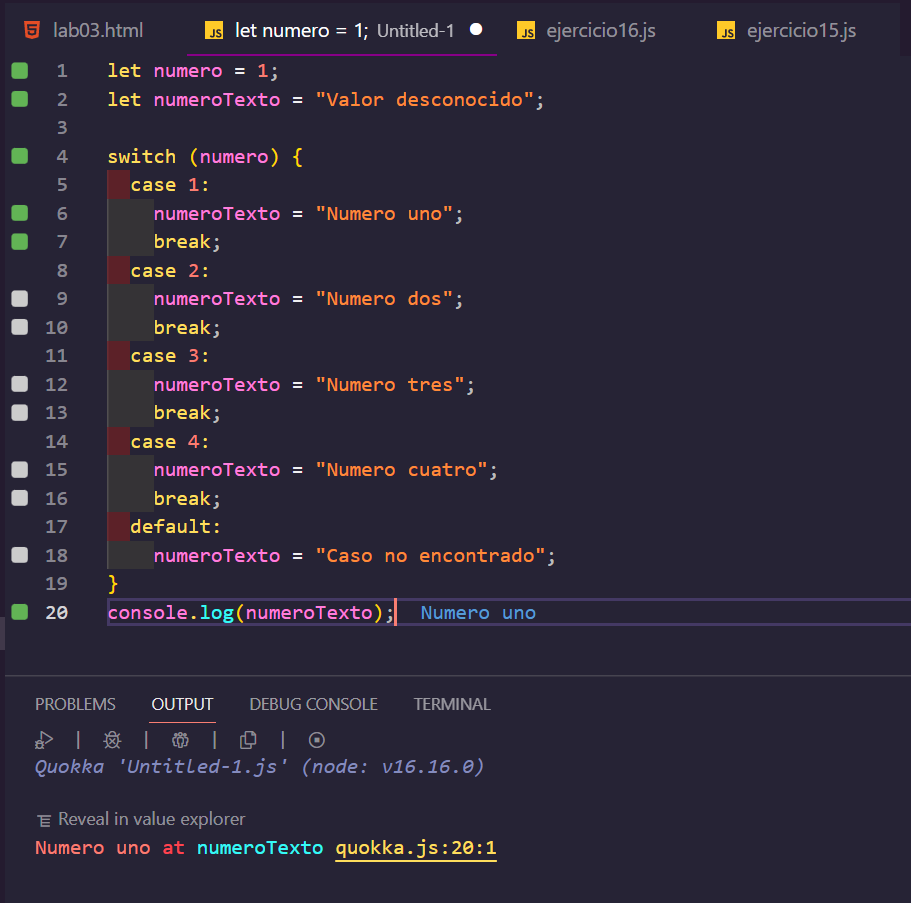 lab03.html JS let numero = 1; Untitled-1 JS ejercicio16.js JS ejercicio15.js
1 let numero = 1;
2 let numeroTexto = "Valor desconocido";
3
4 switch (numero) {
5 case 1:
6 numeroTexto = "Numero uno";
7 break;
8 case 2:
9 numeroTexto = "Numero dos";
10 break;
11 case 3:
12 numeroTexto = "Numero tres";
13 break;
14 case 4:
15 numeroTexto = "Numero cuatro";
16 break;
17 default:
18 numeroTexto = "Caso no encontrado";
19 }
20 console.log(numeroTexto); Numero uno
PROBLEMS OUTPUT DEBUG CONSOLE TERMINAL
Quokka 'Untitled-1.js' (node: v16.16.0)
Reveal in value explorer
Numero uno at numeroTexto quokka.js:20:1